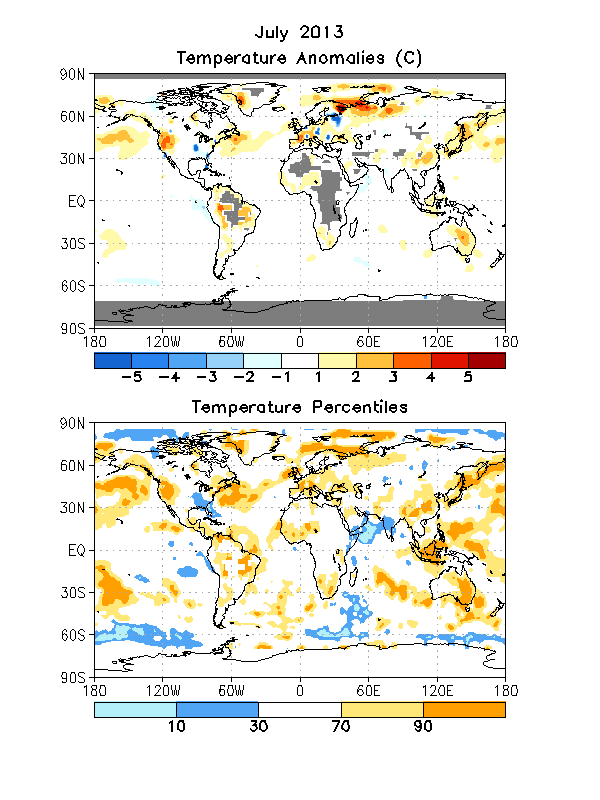 July 2013
Temperature Anomalies (C)
90N
60N
30N
EQ
30S
60S
90S
180 120W 60W 0 60E 120E 180
-5 -4 -3 -2 -1 1 2 3 4 5
Temperature Percentiles
90N
60N
30N
EQ
30S
60S
90S
180 120W 60W 0 60E 120E 180
10 30 70 90